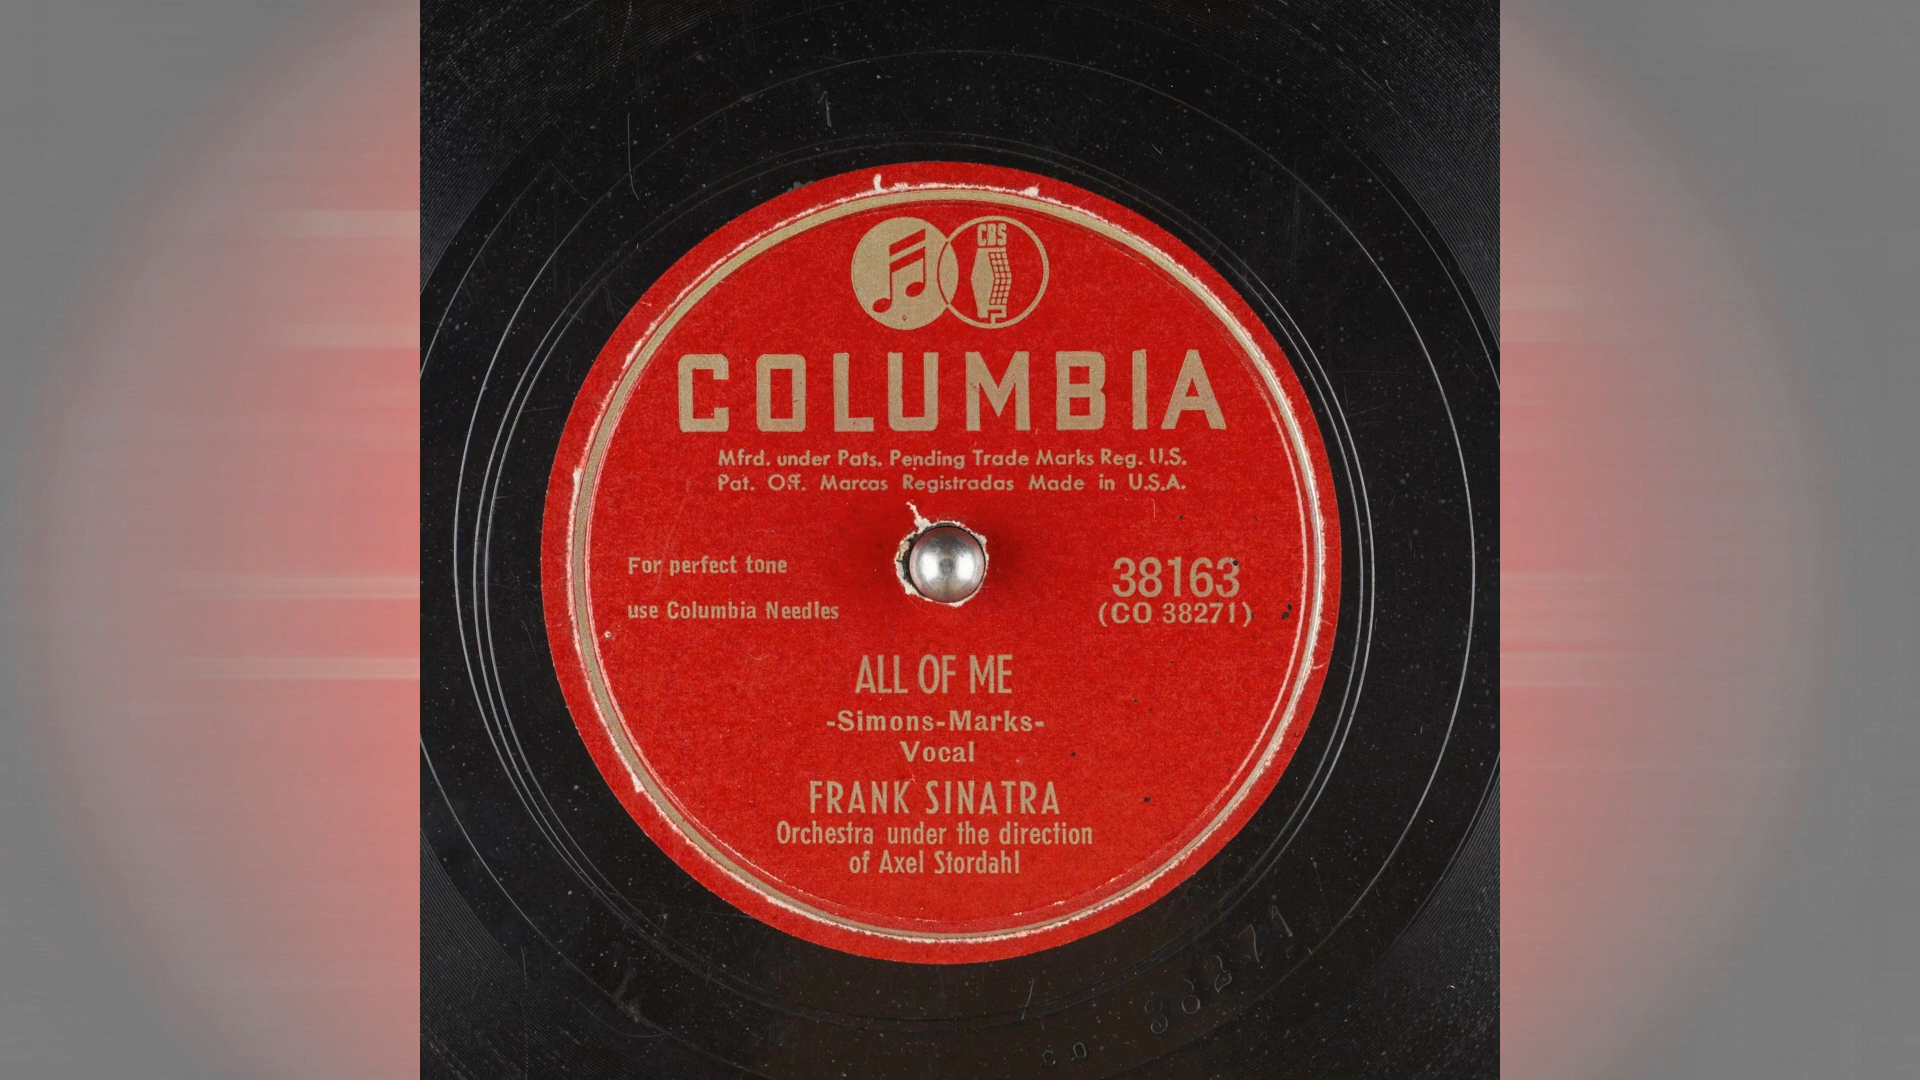 CBS
COLUMBIA
Mfrd. under Pats. Pending Trade Marks Reg. U.S.
Pat. Off. Marcas Registradas Made in U.S.A.
For perfect tone
use Columbia Needles
38163
(CO 38271)
ALL OF ME
-Simons-Marks-
Vocal
FRANK SINATRA
Orchestra under the direction
of Axel Stordahl
CO 38271